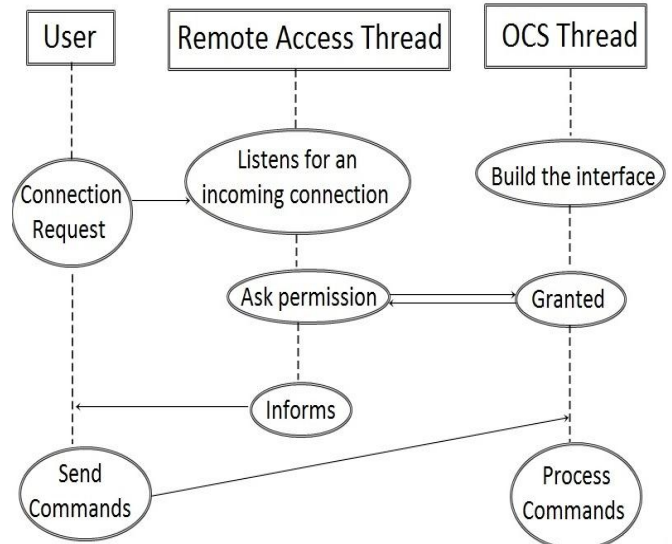 User
Remote Access Thread
OCS Thread
Listens for an
incoming connection
Build the interface
Connection
Request
Ask permission
Granted
Informs
Send
Commands
Process
Commands